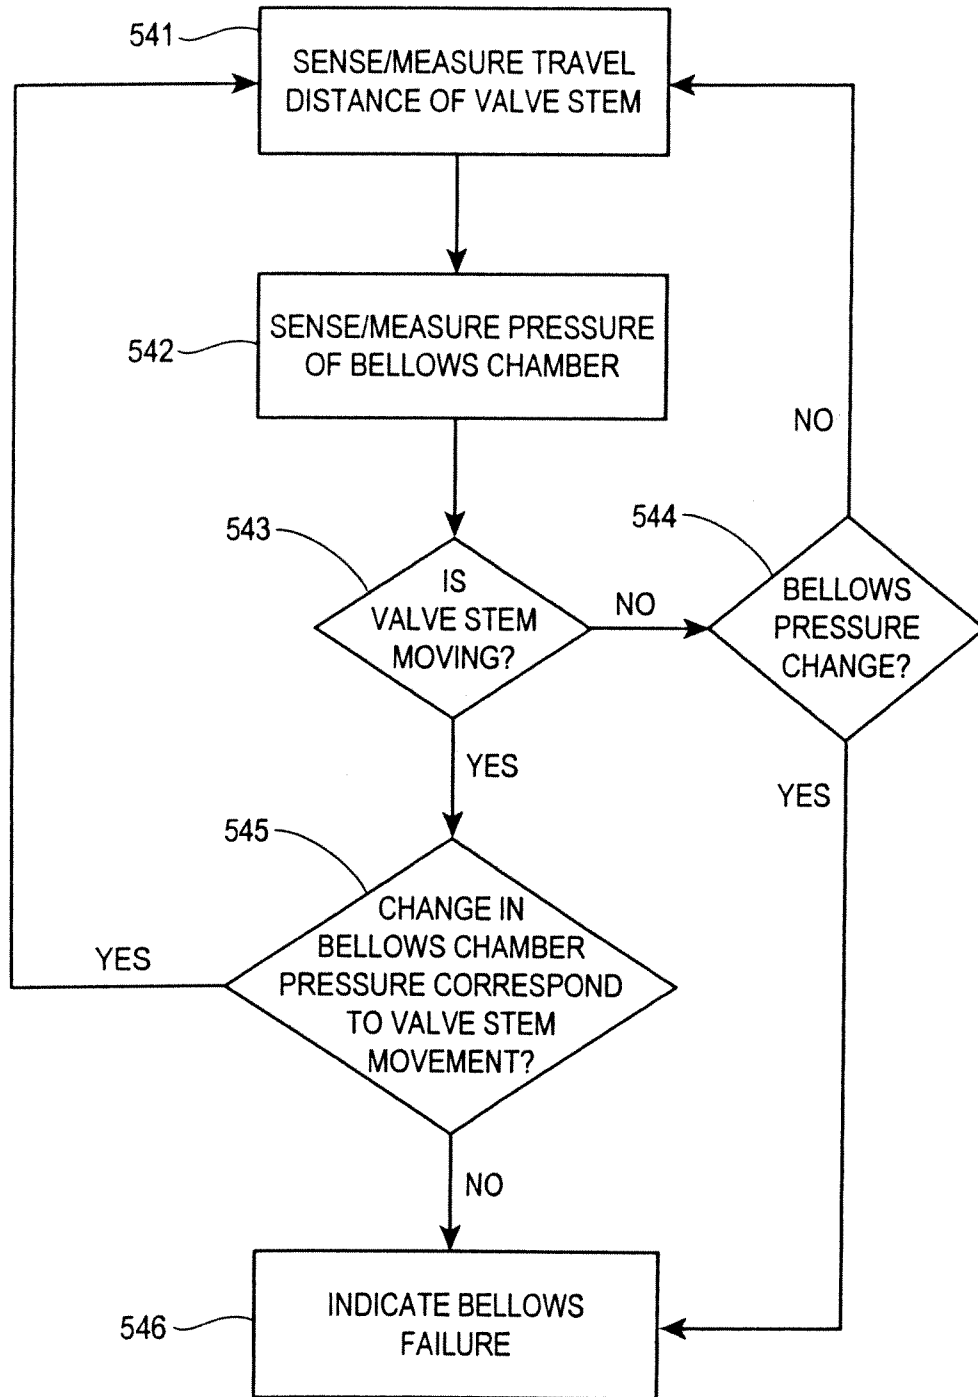 541
SENSE/MEASURE TRAVEL
DISTANCE OF VALVE STEM
542
SENSE/MEASURE PRESSURE
OF BELLOWS CHAMBER
NO
543
IS
VALVE STEM
MOVING?
NO
544
BELLOWS
PRESSURE
CHANGE?
YES
YES
545
CHANGE IN
BELLOWS CHAMBER
PRESSURE CORRESPOND
TO VALVE STEM
MOVEMENT?
YES
NO
546
INDICATE BELLOWS
FAILURE